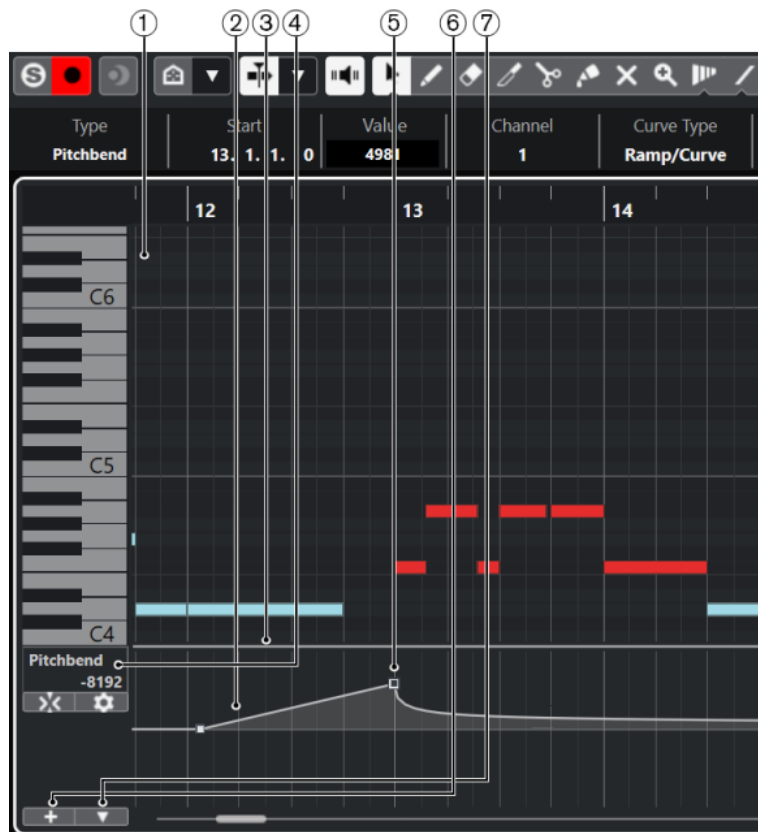 ① ② ③ ④ ⑤ ⑥ ⑦
S
Type Start Value Channel Curve Type
Pitchbend 13. 1. 1. 0 4981 1 Ramp/Curve
12 13 14
C6
C5
C4
Pitchbend
-8192